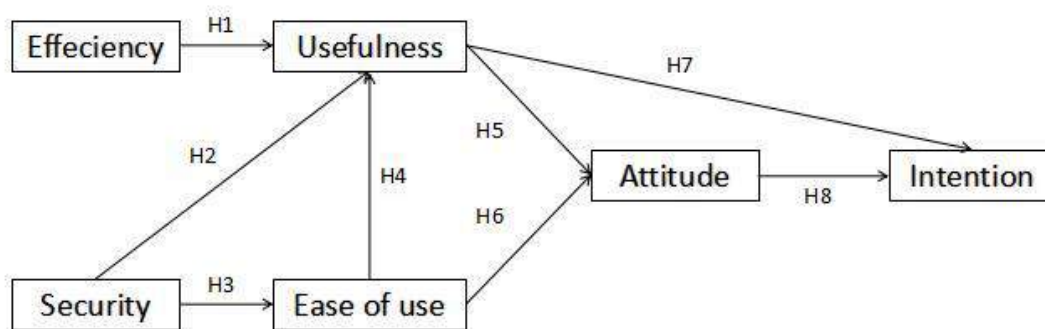 Effeciency
H1
Usefulness
H7
H2
H4
H5
Attitude
H8
Intention
H6
Security
H3
Ease of use